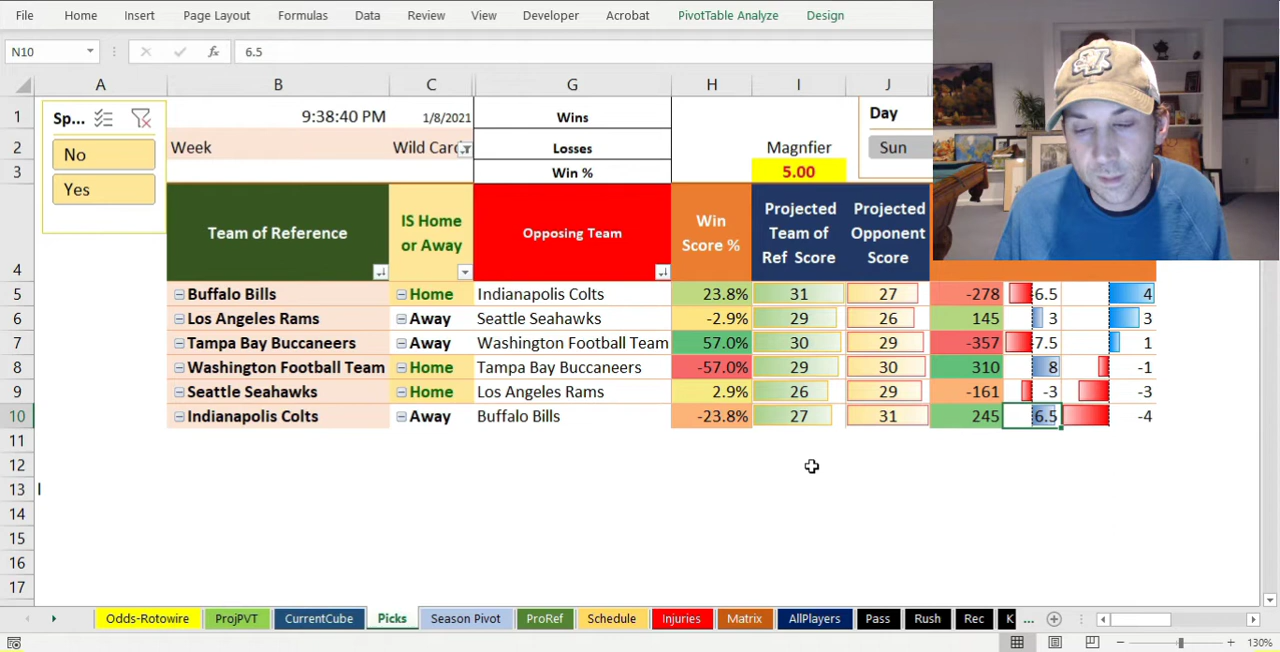 File Home Insert Page Layout Formulas Data Review View Developer Acrobat PivotTable Analyze Design
N10 fx 6.5
A B C G H I J
1 9:38:40 PM 1/8/2021 Wins Day
Sp...
2 Week Wild Car Losses Magnfier Sun
No
3 Win % 5.00
Yes
4 Team of Reference IS Home or Away Opposing Team Win Score % Projected Team of Ref Score Projected Opponent Score
5 Buffalo Bills Home Indianapolis Colts 23.8% 31 27 -278 6.5 4
6 Los Angeles Rams Away Seattle Seahawks -2.9% 29 26 145 3 3
7 Tampa Bay Buccaneers Away Washington Football Team 57.0% 30 29 -357 7.5 1
8 Washington Football Team Home Tampa Bay Buccaneers -57.0% 29 30 310 8 -1
9 Seattle Seahawks Home Los Angeles Rams 2.9% 26 29 -161 -3 -3
10 Indianapolis Colts Away Buffalo Bills -23.8% 27 31 245 6.5 -4
11
12
13
14
15
16
17
Odds-Rotowire ProjPVT CurrentCube Picks Season Pivot ProRef Schedule Injuries Matrix AllPlayers Pass Rush Rec K ...
130%